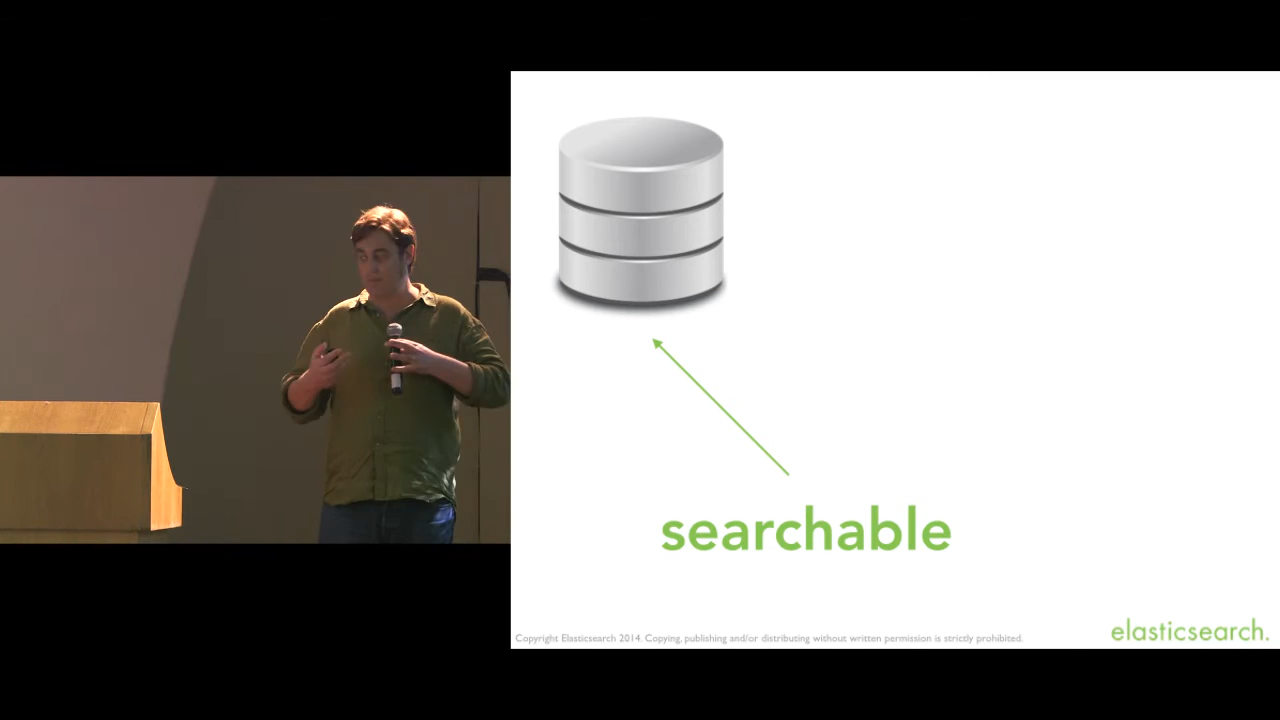 searchable
Copyright Elasticsearch 2014. Copying, publishing and/or distributing without written permission is strictly prohibited.
elasticsearch.